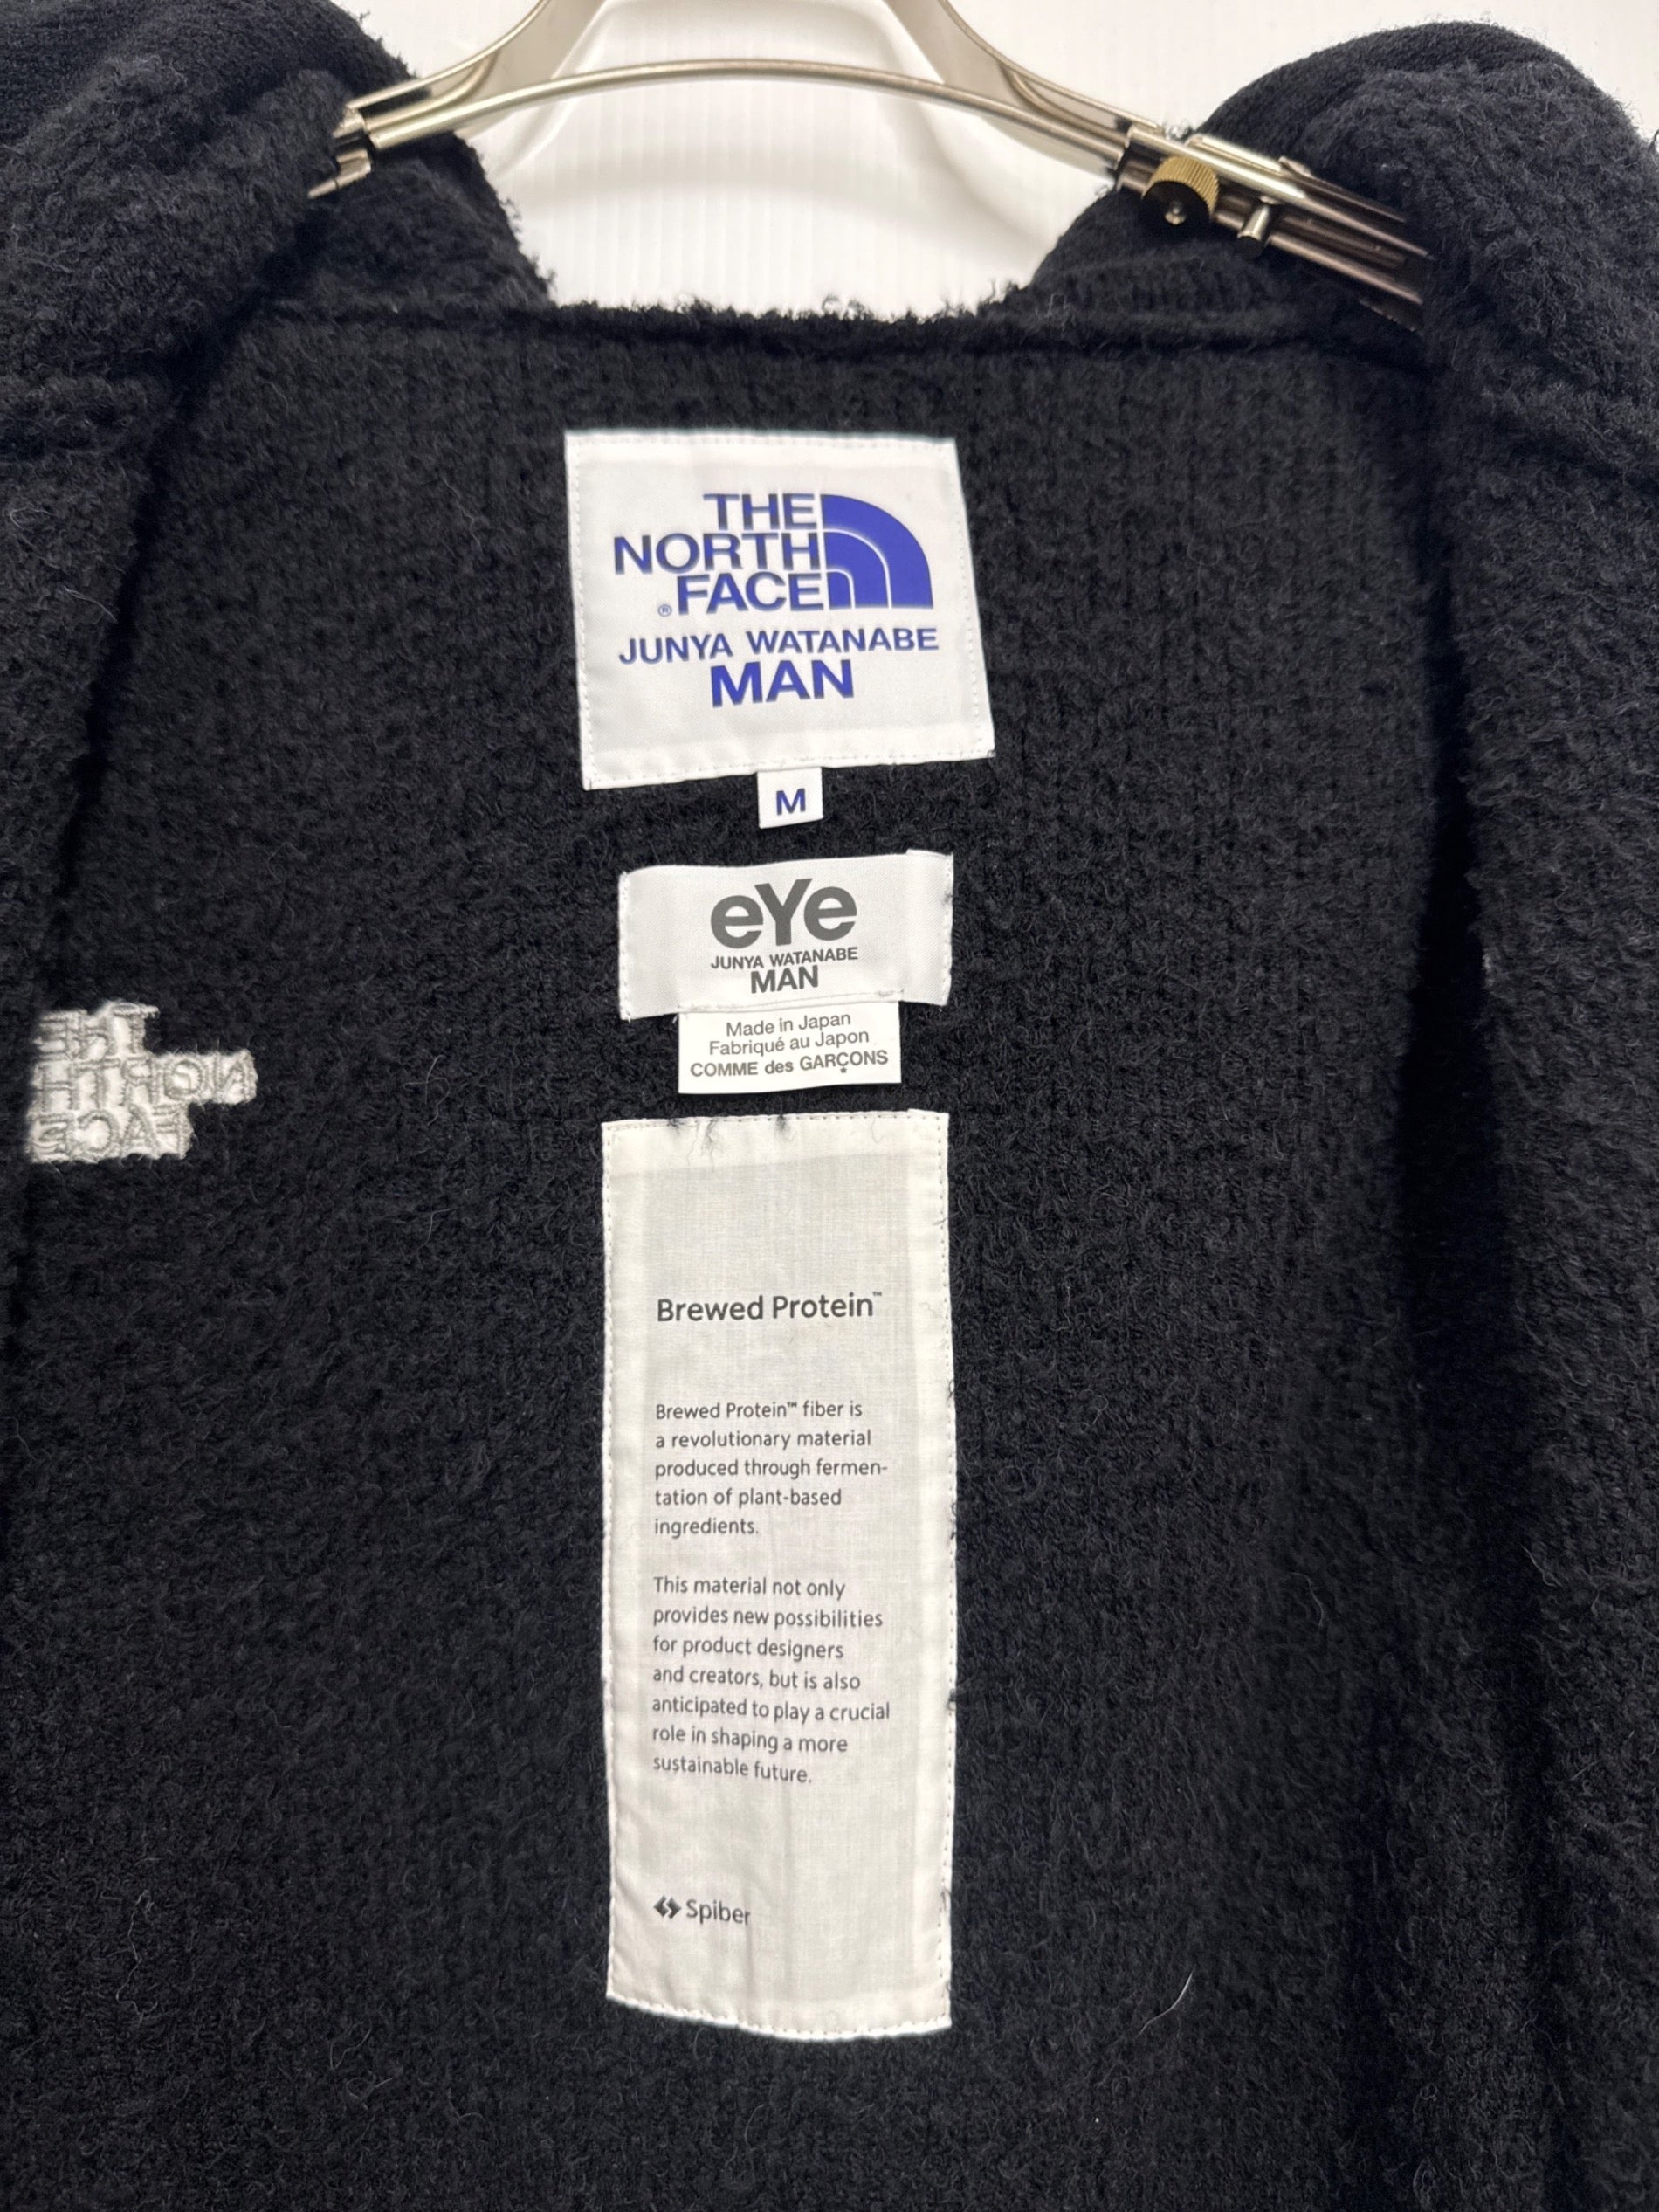 THE
NORTH
FACE
®
JUNYA WATANABE
MAN
M
eYe
JUNYA WATANABE
MAN
Made in Japan
Fabriqué au Japon
COMME des GARÇONS
THE
NORTH
FACE
Brewed Protein™
Brewed Protein™ fiber is
a revolutionary material
produced through fermen-
tation of plant-based
ingredients.
This material not only
provides new possibilities
for product designers
and creators, but is also
anticipated to play a crucial
role in shaping a more
sustainable future.
Spiber